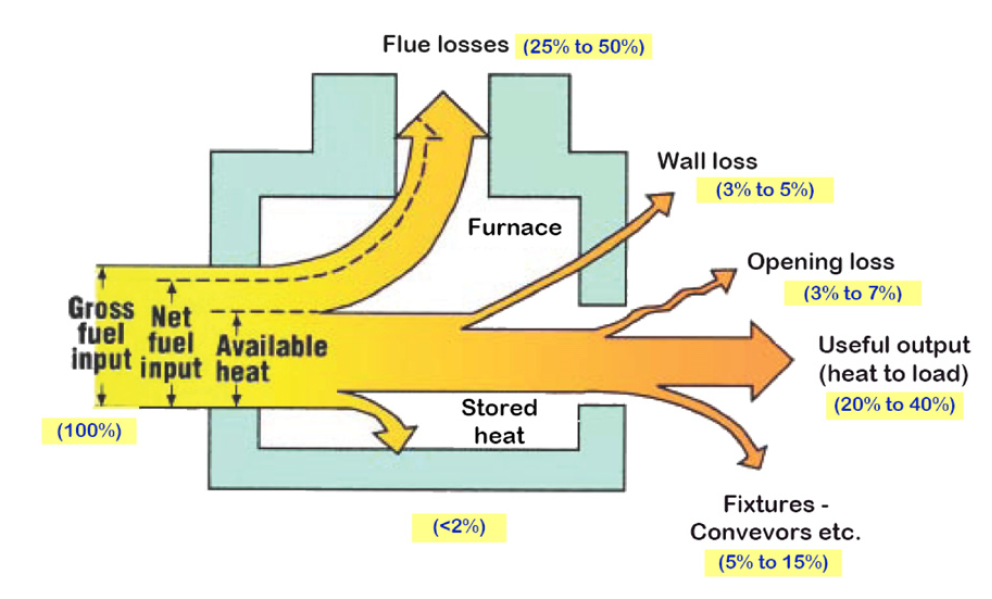 Flue losses (25% to 50%)
Wall loss
(3% to 5%)
Furnace
Opening loss
(3% to 7%)
Gross
fuel
input
Net
fuel
input
Available
heat
Useful output
(heat to load)
(20% to 40%)
(100%)
Stored
heat
(<2%)
Fixtures -
Convevors etc.
(5% to 15%)